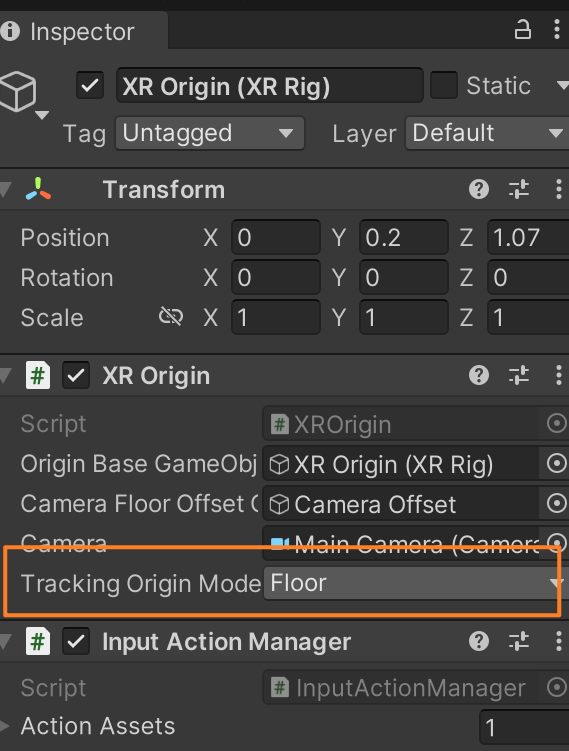 Inspector
XR Origin (XR Rig) Static
Tag Untagged Layer Default
Transform
Position X 0 Y 0.2 Z 1.07
Rotation X 0 Y 0 Z 0
Scale X 1 Y 1 Z 1
# XR Origin
Script # XROrigin
Origin Base GameObj XR Origin (XR Rig)
Camera Floor Offset Camera Offset
Camera Main Camera (Camera
Tracking Origin Mode Floor
# Input Action Manager
Script # InputActionManager
Action Assets 1